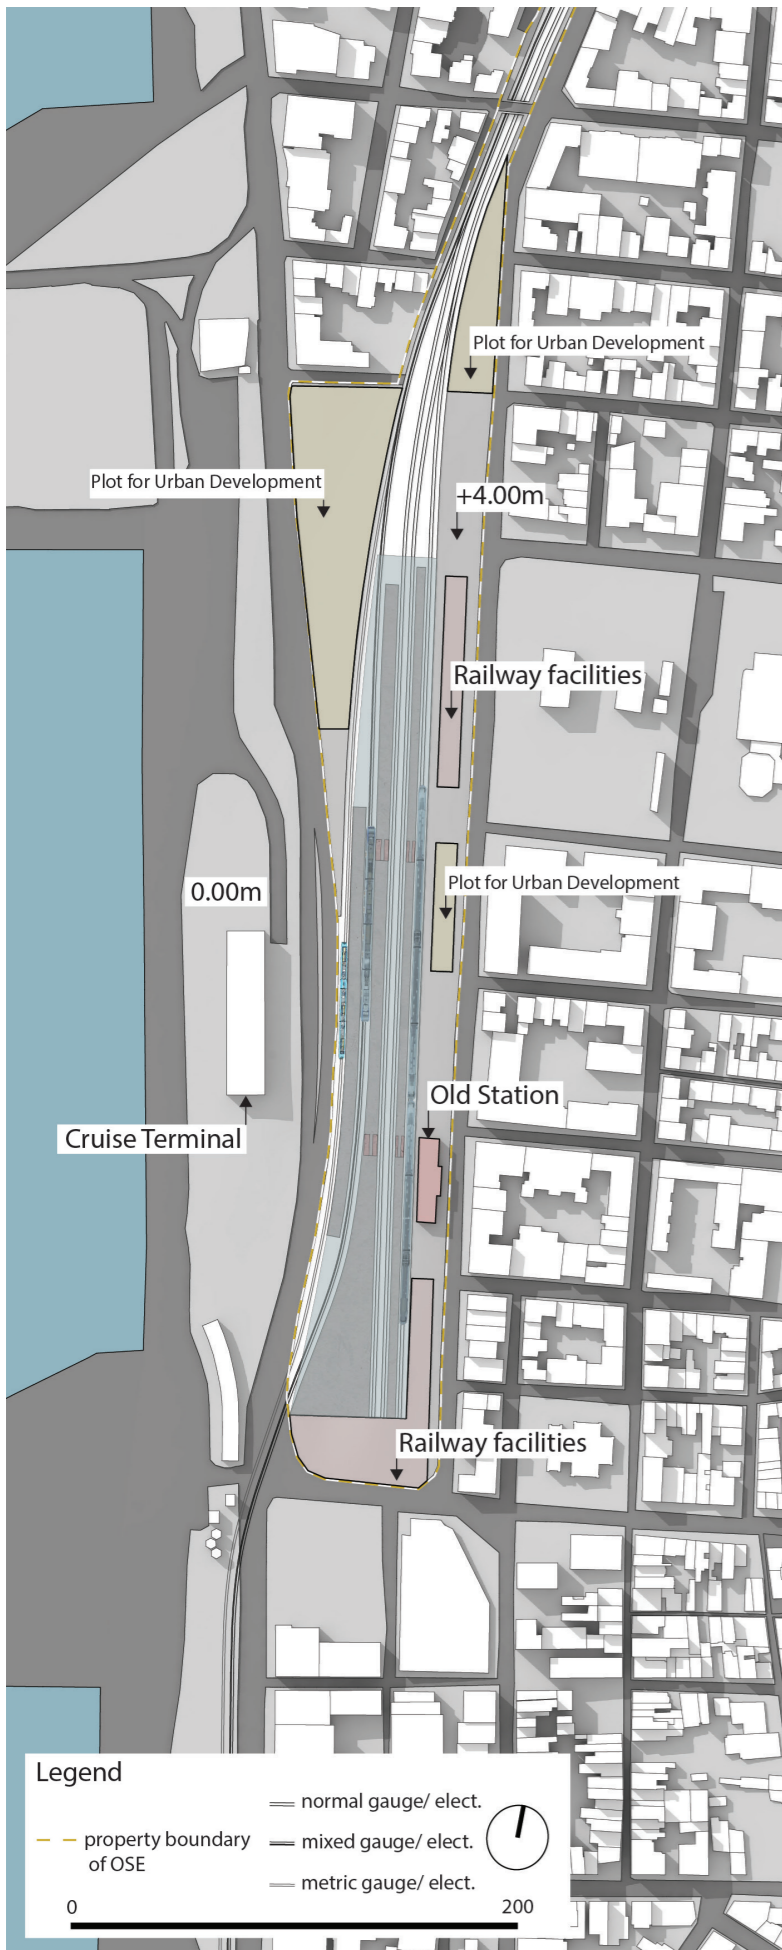 Plot for Urban Development
Plot for Urban Development
+4.00m
Railway facilities
0.00m
Plot for Urban Development
Old Station
Cruise Terminal
Railway facilities
Legend
property boundary
of OSE
normal gauge/ elect.
mixed gauge/ elect.
metric gauge/ elect.
0
200